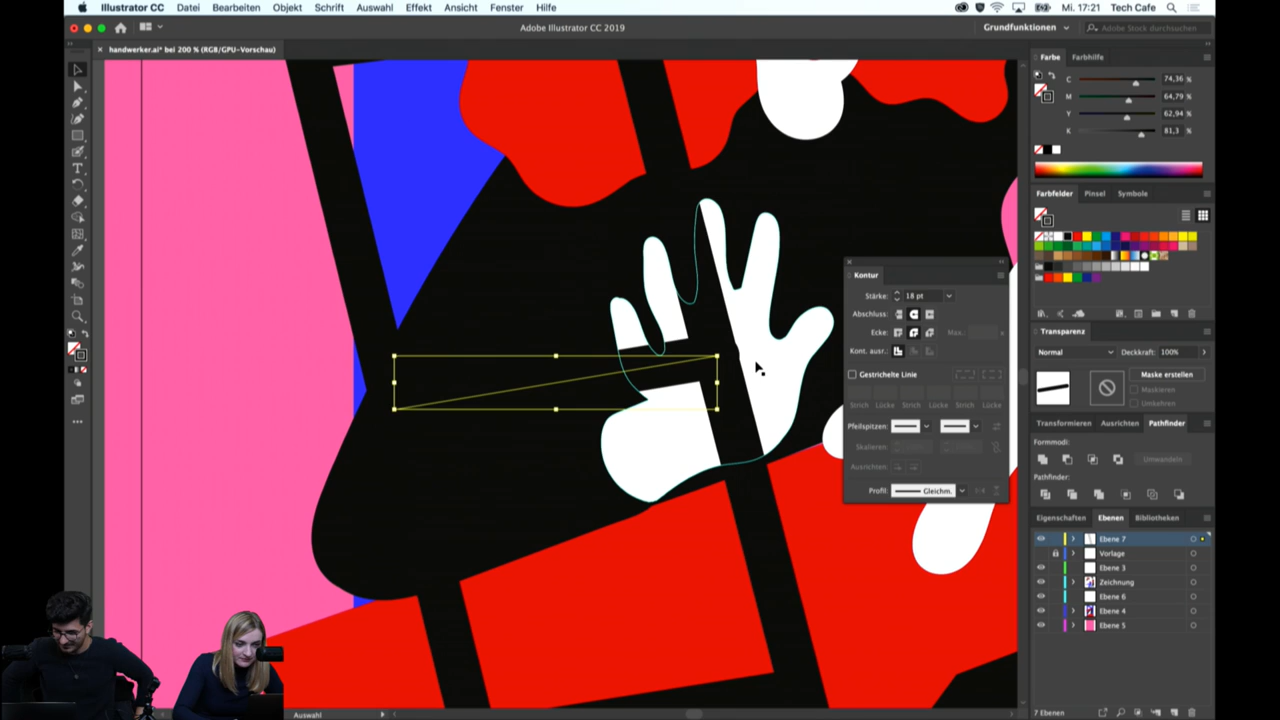 Illustrator CC Datei Bearbeiten Objekt Schrift Auswahl Effekt Ansicht Fenster Hilfe Mi. 17:21 Tech Cafe
Adobe Illustrator CC 2019 Grundfunktionen Adobe Stock durchsuchen
handwerker.ai* bei 200 % (RGB/GPU-Vorschau)
Farbe Farbhilfe
C 74,36 %
M 64,79 %
Y 62,94 %
K 81,3 %
Farbfelder Pinsel Symbole
Kontur
Stärke: 18 pt
Abschluss:
Ecke: Max.:
Kont. ausr.:
Gestrichelte Linie
Strich Lücke Strich Lücke Strich Lücke
Pfeilspitzen:
Skalieren:
Ausrichten:
Profil: Gleichm.
Transparenz
Normal Deckkraft: 100%
Maske erstellen
Maskieren
Umkehren
Transformieren Ausrichten Pathfinder
Formmodi:
Umwandeln
Pathfinder:
Eigenschaften Ebenen Bibliotheken
Ebene 7
Vorlage
Ebene 3
Zeichnung
Ebene 6
Ebene 4
Ebene 5
7 Ebenen
Auswahl